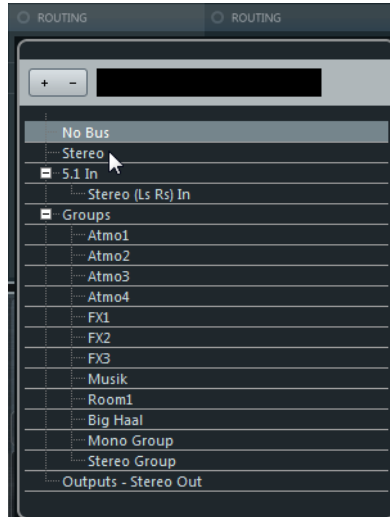 ROUTING
ROUTING
+ -
No Bus
Stereo
5.1 In
Stereo (Ls Rs) In
Groups
Atmo1
Atmo2
Atmo3
Atmo4
FX1
FX2
FX3
Musik
Room1
Big Haal
Mono Group
Stereo Group
Outputs - Stereo Out